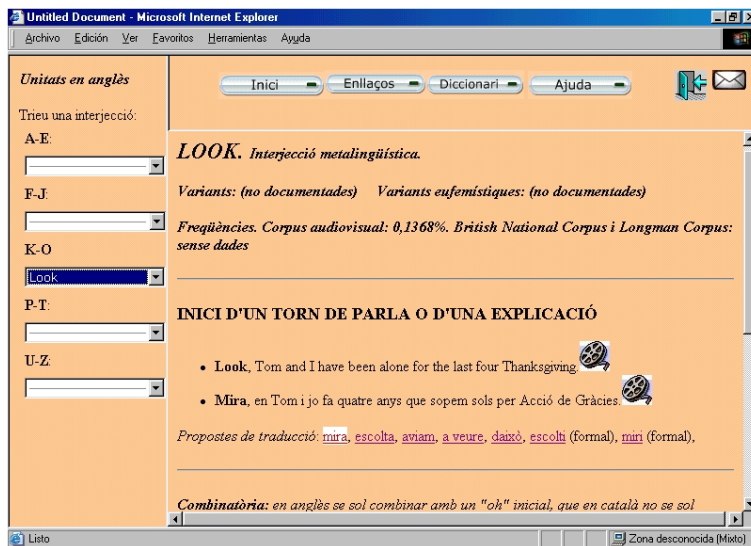 Untitled Document - Microsoft Internet Explorer
Archivo Edición Ver Favoritos Herramientas Ayuda
Unitats en anglès
Trieu una interjecció:
A-E:
F-J:
K-O
Look
P-T:
U-Z:
Inici Enllaços Diccionari Ajuda
LOOK. Interjecció metalingüística.
Variants: (no documentades) Variants eufemístiques: (no documentades)
Freqüències. Corpus audiovisual: 0,1368%. British National Corpus i Longman Corpus:
sense dades
INICI D'UN TORN DE PARLA O D'UNA EXPLICACIÓ
• Look, Tom and I have been alone for the last four Thanksgiving.
• Mira, en Tom i jo fa quatre anys que sopem sols per Acció de Gràcies.
Propostes de traducció: mira, escolta, aviam, a veure, daixò, escolti (formal), miri (formal),
Combinatòria: en anglès se sol combinar amb un "oh" inicial, que en català no se sol
Listo
Zona desconocida (Mixto)